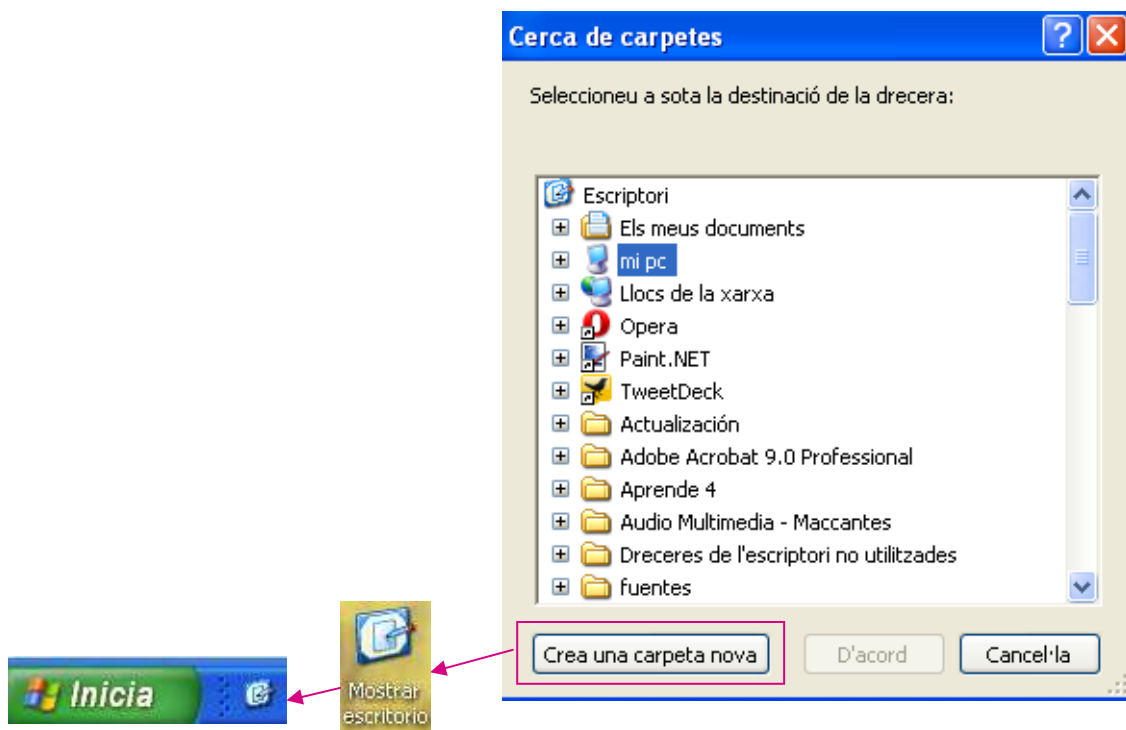 Cerca de carpetes
Seleccioneu a sota la destinació de la drecera:
Escriptori
Els meus documents
mi pc
Llocs de la xarxa
Opera
Paint.NET
TweetDeck
Actualización
Adobe Acrobat 9.0 Professional
Aprende 4
Audio Multimedia - Maccantes
Dreceres de l'escriptori no utilitzades
fuentes
Crea una carpeta nova
D'acord
Cancel·la
Mostrar
escritorio
Inicia